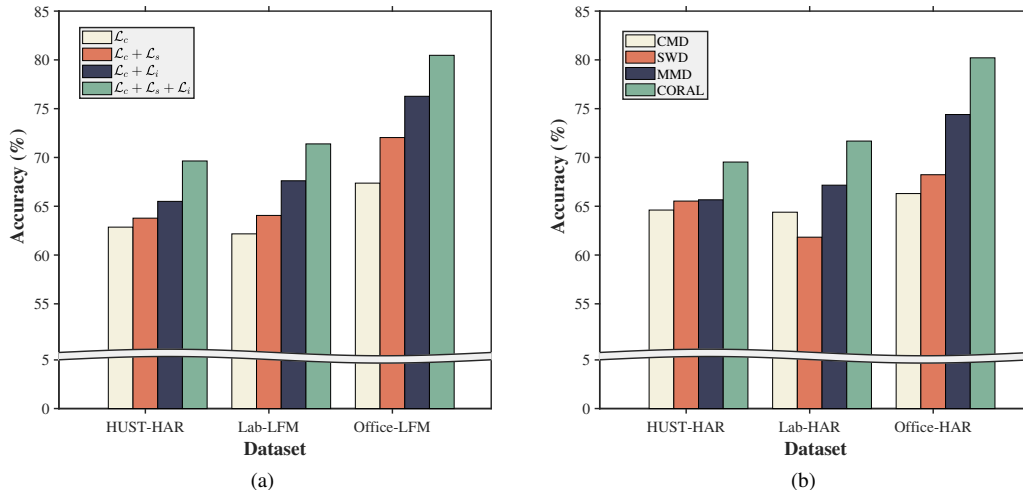 85
80
75
70
65
60
55
5
0
Accuracy (%)
ℒc
ℒc + ℒs
ℒc + ℒi
ℒc + ℒs + ℒi
HUST-HAR
Lab-LFM
Office-LFM
Dataset
(a)
85
80
75
70
65
60
55
5
0
Accuracy (%)
CMD
SWD
MMD
CORAL
HUST-HAR
Lab-HAR
Office-HAR
Dataset
(b)